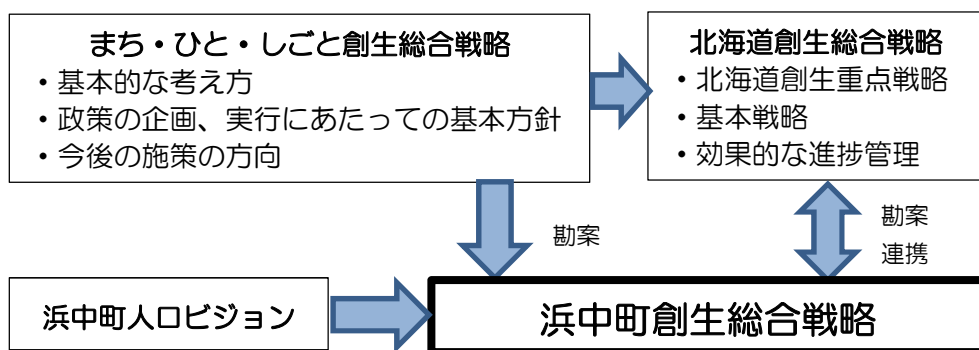 まち・ひと・しごと創生総合戦略
・基本的な考え方
・政策の企画、実行にあたっての基本方針
・今後の施策の方向
北海道創生総合戦略
・北海道創生重点戦略
・基本戦略
・効果的な進捗管理
勘案
勘案
連携
浜中町人口ビジョン
浜中町創生総合戦略